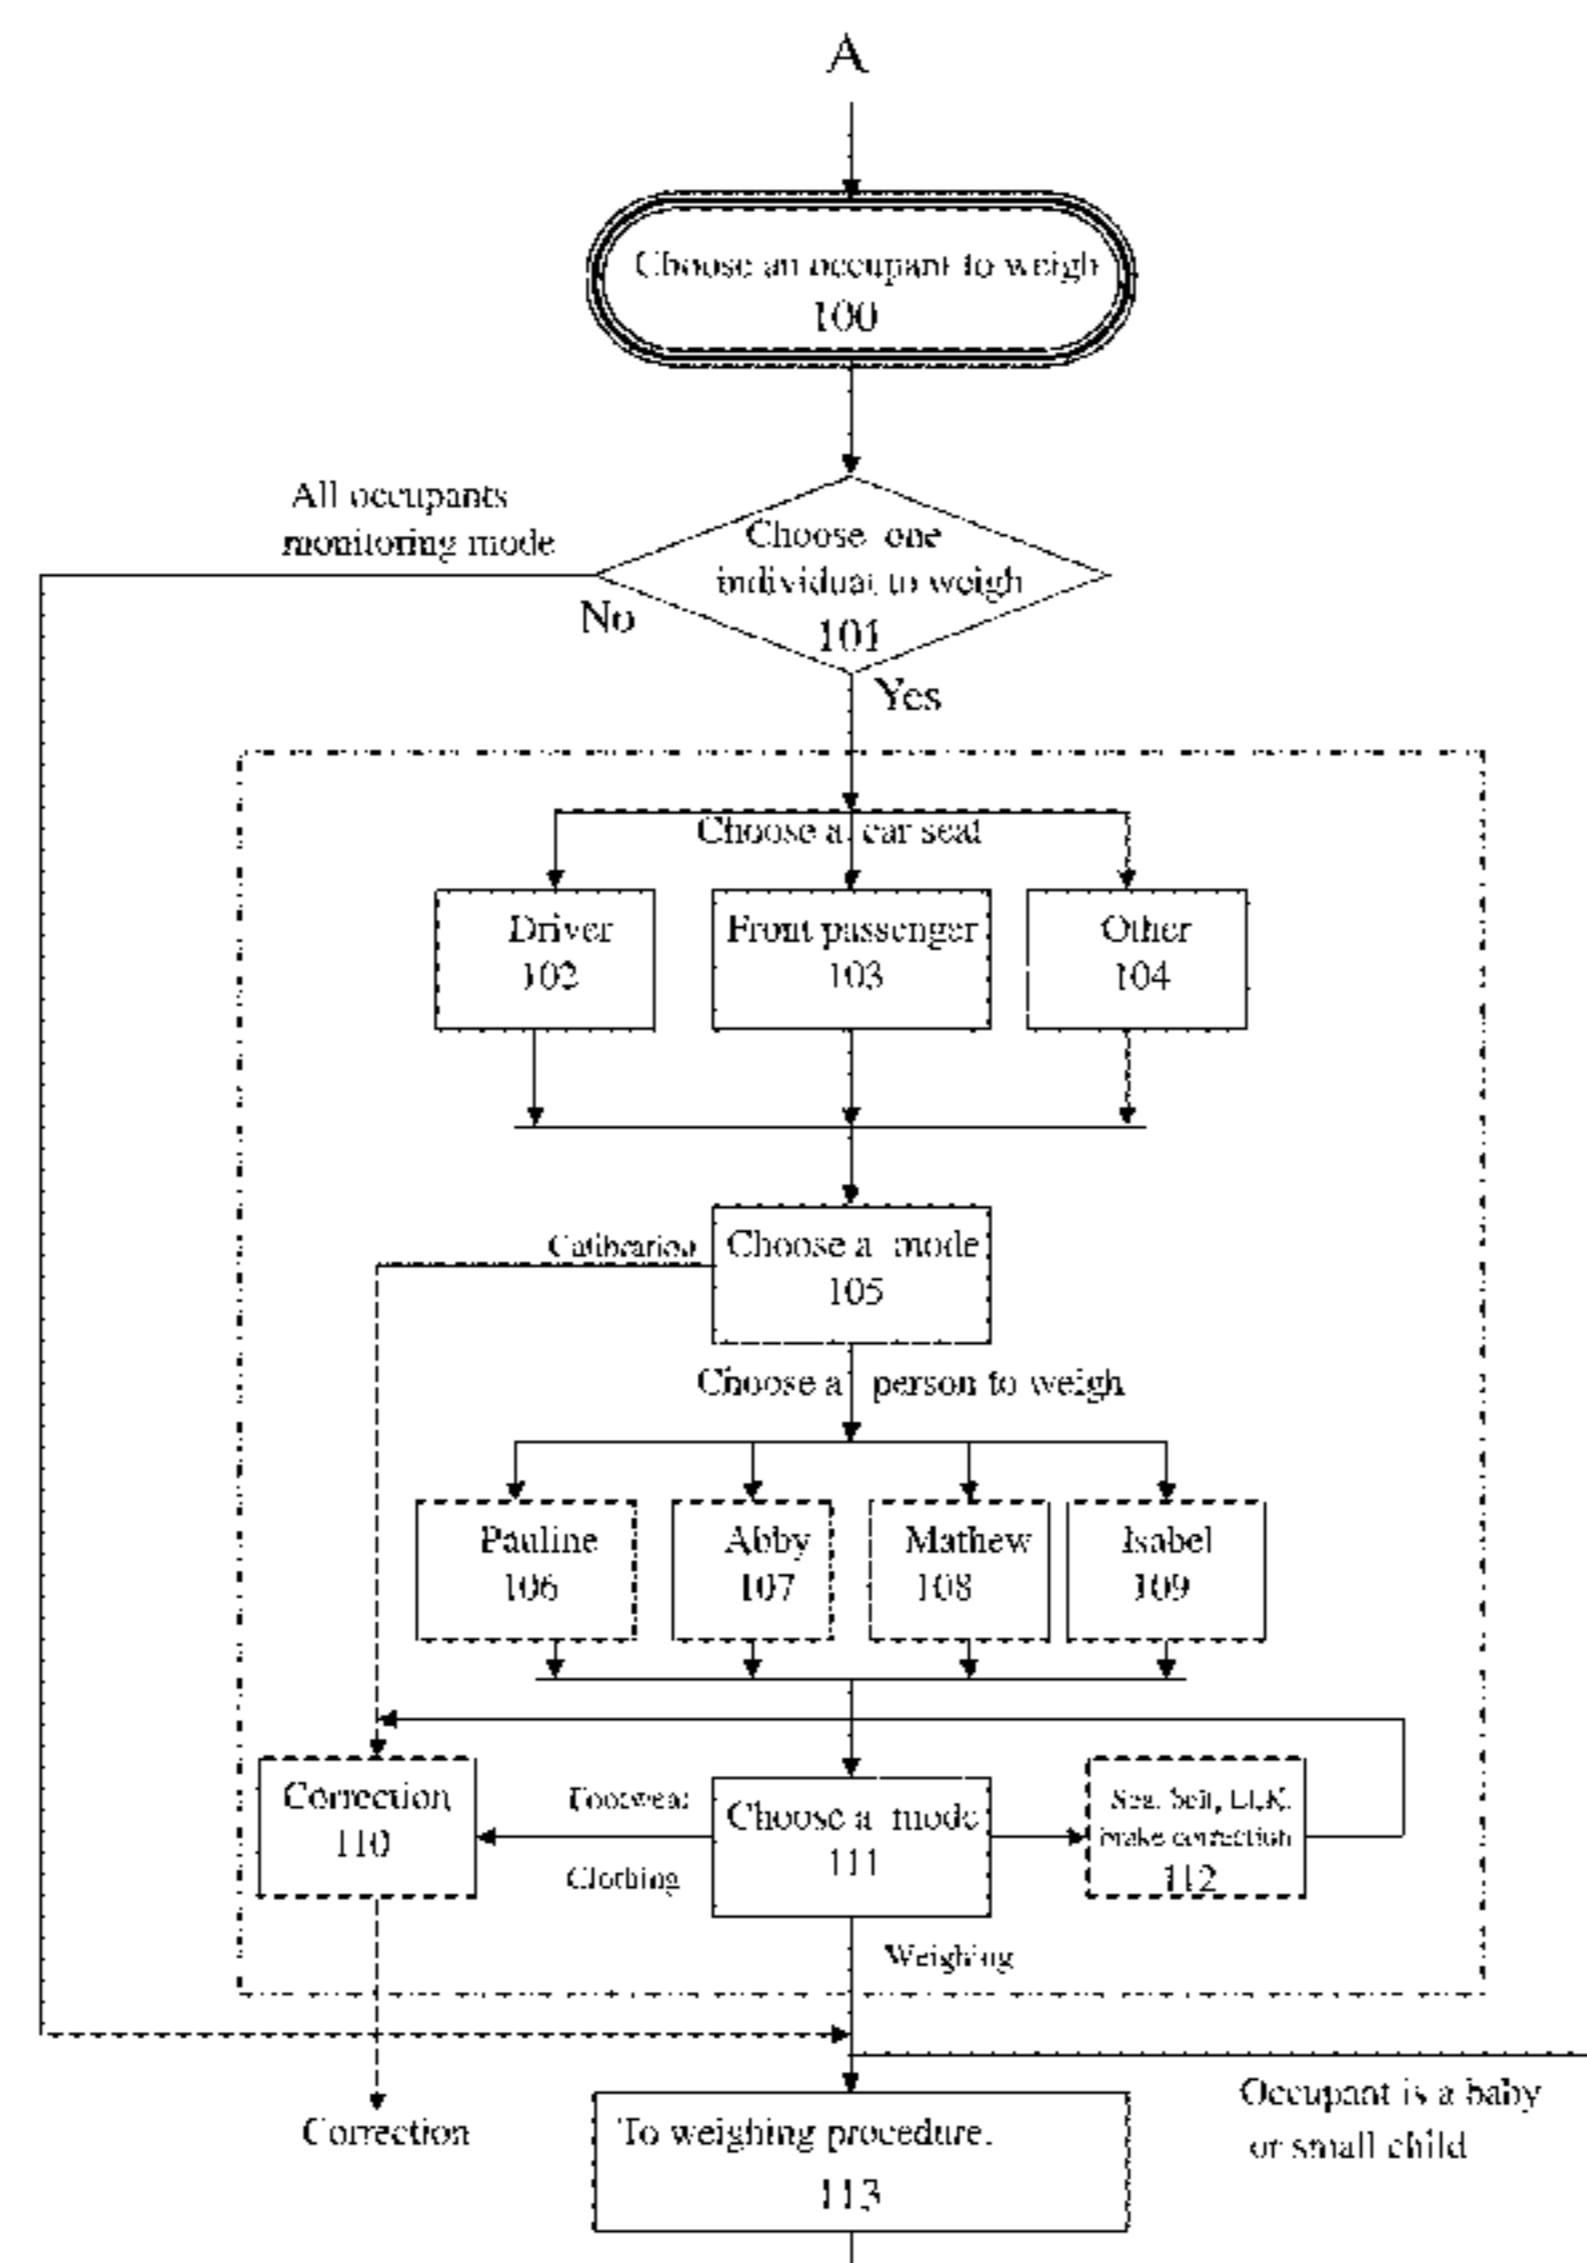 A
Choose an occupant to weigh
100
All occupants
monitoring mode
Choose one
individual to weigh
101
No
Yes
Choose a car seat
Driver
102
Front passenger
103
Other
104
Calibration
Choose a mode
105
Choose a person to weigh
Pauline
106
Abby
107
Mathew
108
Isabel
109
Correction
110
Footwear
Clothing
Choose a mode
111
belt,
brake correction
112
Weighing
Correction
To weighing procedure.
113
Occupant is a baby
or small child